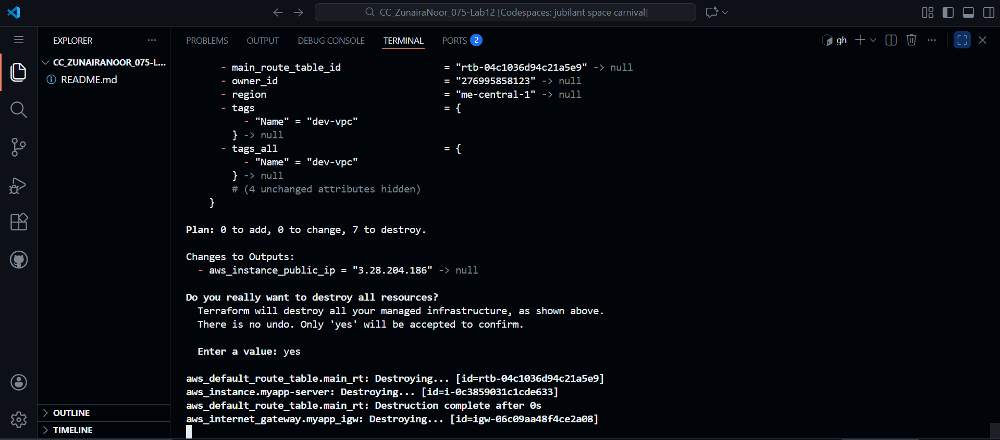 CC_ZunairaNoor_075-Lab12 [Codespaces: jubilant space carnival]
EXPLORER
CC_ZUNAIRANOOR_075-L...
README.md
OUTLINE
TIMELINE
PROBLEMS OUTPUT DEBUG CONSOLE TERMINAL PORTS 2
gh
- main_route_table_id = "rtb-04c1036d94c21a5e9" -> null
- owner_id = "276995858123" -> null
- region = "me-central-1" -> null
- tags = {
- "Name" = "dev-vpc"
} -> null
- tags_all = {
- "Name" = "dev-vpc"
} -> null
# (4 unchanged attributes hidden)
}
Plan: 0 to add, 0 to change, 7 to destroy.
Changes to Outputs:
- aws_instance_public_ip = "3.28.204.186" -> null
Do you really want to destroy all resources?
Terraform will destroy all your managed infrastructure, as shown above.
There is no undo. Only 'yes' will be accepted to confirm.
Enter a value: yes
aws_default_route_table.main_rt: Destroying... [id=rtb-04c1036d94c21a5e9]
aws_instance.myapp-server: Destroying... [id=i-0c3859031c1cde633]
aws_default_route_table.main_rt: Destruction complete after 0s
aws_internet_gateway.myapp_igw: Destroying... [id=igw-06c09aa48f4ce2a08]